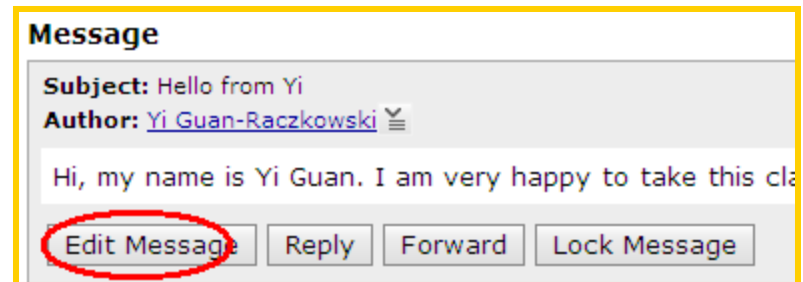 Message
Subject: Hello from Yi
Author: Yi Guan-Raczkowski
Hi, my name is Yi Guan. I am very happy to take this cla
Edit Message Reply Forward Lock Message